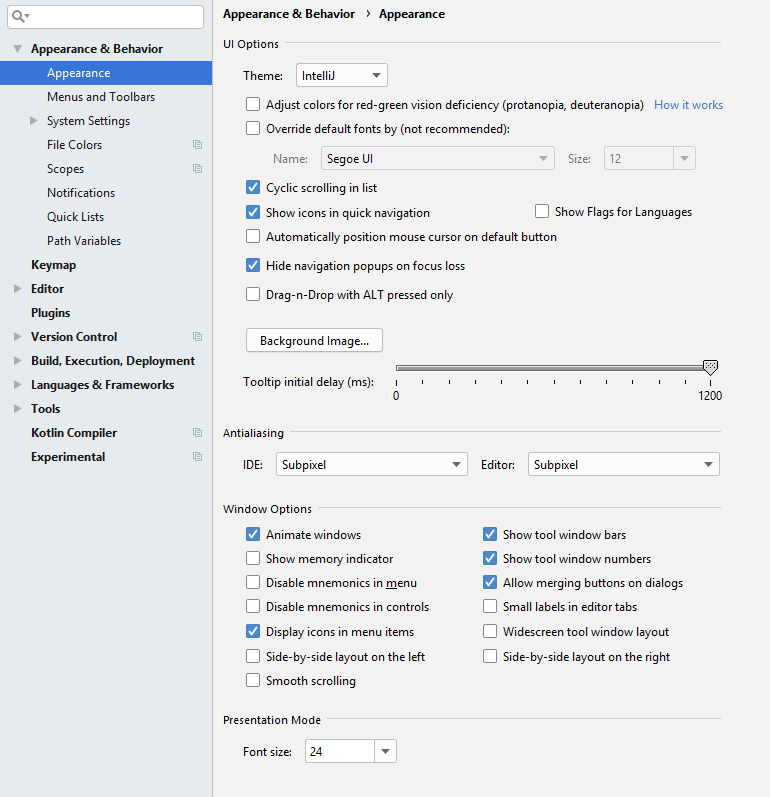 Appearance & Behavior
Appearance
Menus and Toolbars
System Settings
File Colors
Scopes
Notifications
Quick Lists
Path Variables
Keymap
Editor
Plugins
Version Control
Build, Execution, Deployment
Languages & Frameworks
Tools
Kotlin Compiler
Experimental
Appearance & Behavior › Appearance
UI Options
Theme: IntelliJ
Adjust colors for red-green vision deficiency (protanopia, deuteranopia) How it works
Override default fonts by (not recommended):
Name: Segoe UI Size: 12
Cyclic scrolling in list
Show icons in quick navigation Show Flags for Languages
Automatically position mouse cursor on default button
Hide navigation popups on focus loss
Drag-n-Drop with ALT pressed only
Background Image...
Tooltip initial delay (ms):
0 1200
Antialiasing
IDE: Subpixel Editor: Subpixel
Window Options
Animate windows Show tool window bars
Show memory indicator Show tool window numbers
Disable mnemonics in menu Allow merging buttons on dialogs
Disable mnemonics in controls Small labels in editor tabs
Display icons in menu items Widescreen tool window layout
Side-by-side layout on the left Side-by-side layout on the right
Smooth scrolling
Presentation Mode
Font size: 24